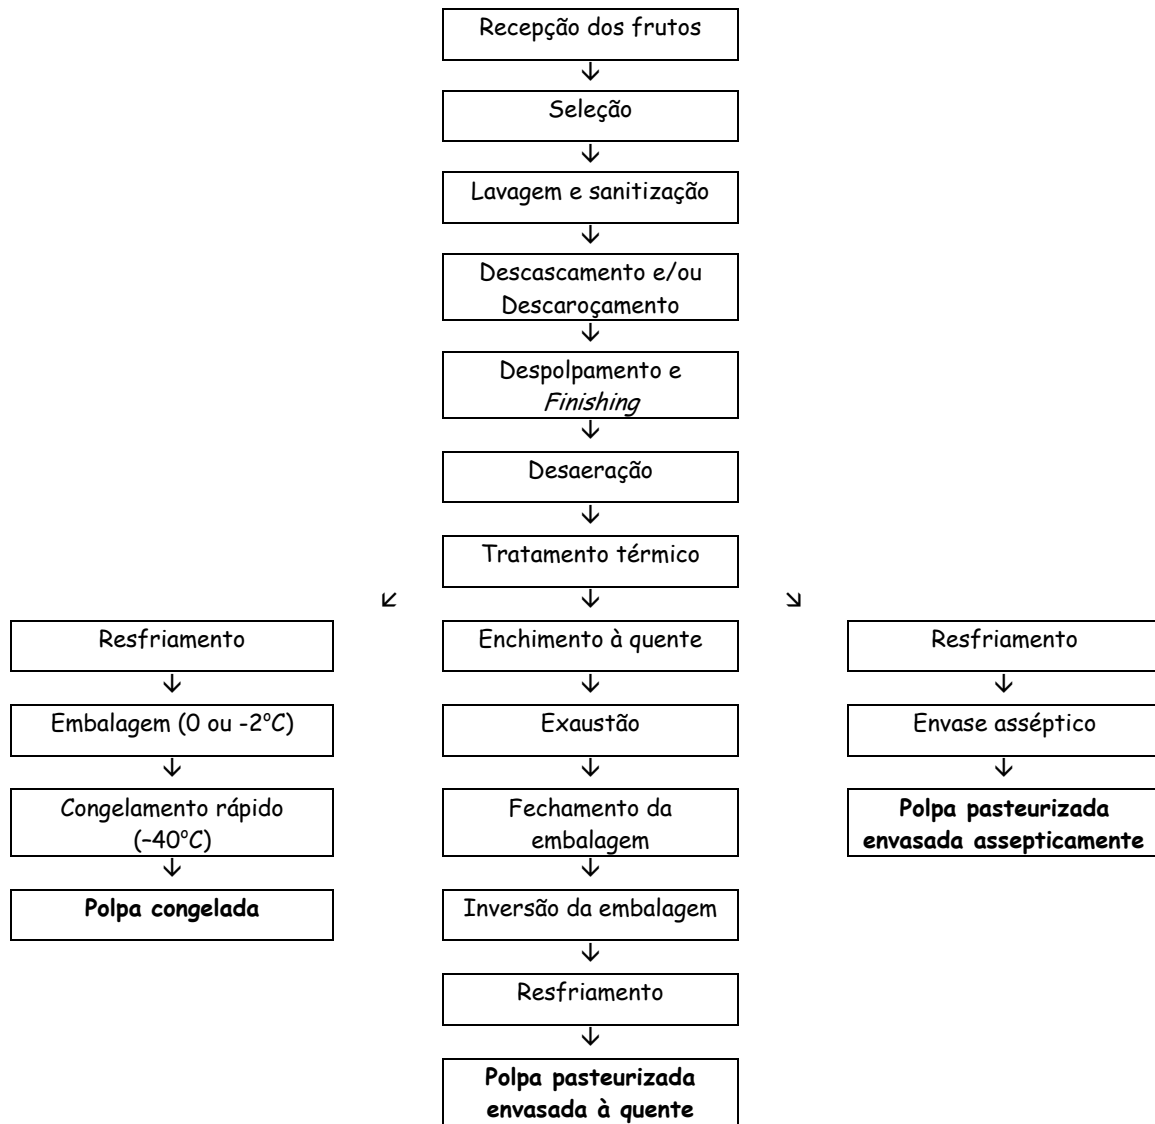 Recepção dos frutos
↓
Seleção
↓
Lavagem e sanitização
↓
Descascamento e/ou
Descaroçamento
↓
Despolpamento e
Finishing
↓
Desaeração
↓
Tratamento térmico
↙ ↓ ↘
Resfriamento
↓
Embalagem (0 ou -2°C)
↓
Congelamento rápido
(–40°C)
↓
Polpa congelada
Enchimento à quente
↓
Exaustão
↓
Fechamento da
embalagem
↓
Inversão da embalagem
↓
Resfriamento
↓
Polpa pasteurizada
envasada à quente
Resfriamento
↓
Envase asséptico
↓
Polpa pasteurizada
envasada assepticamente